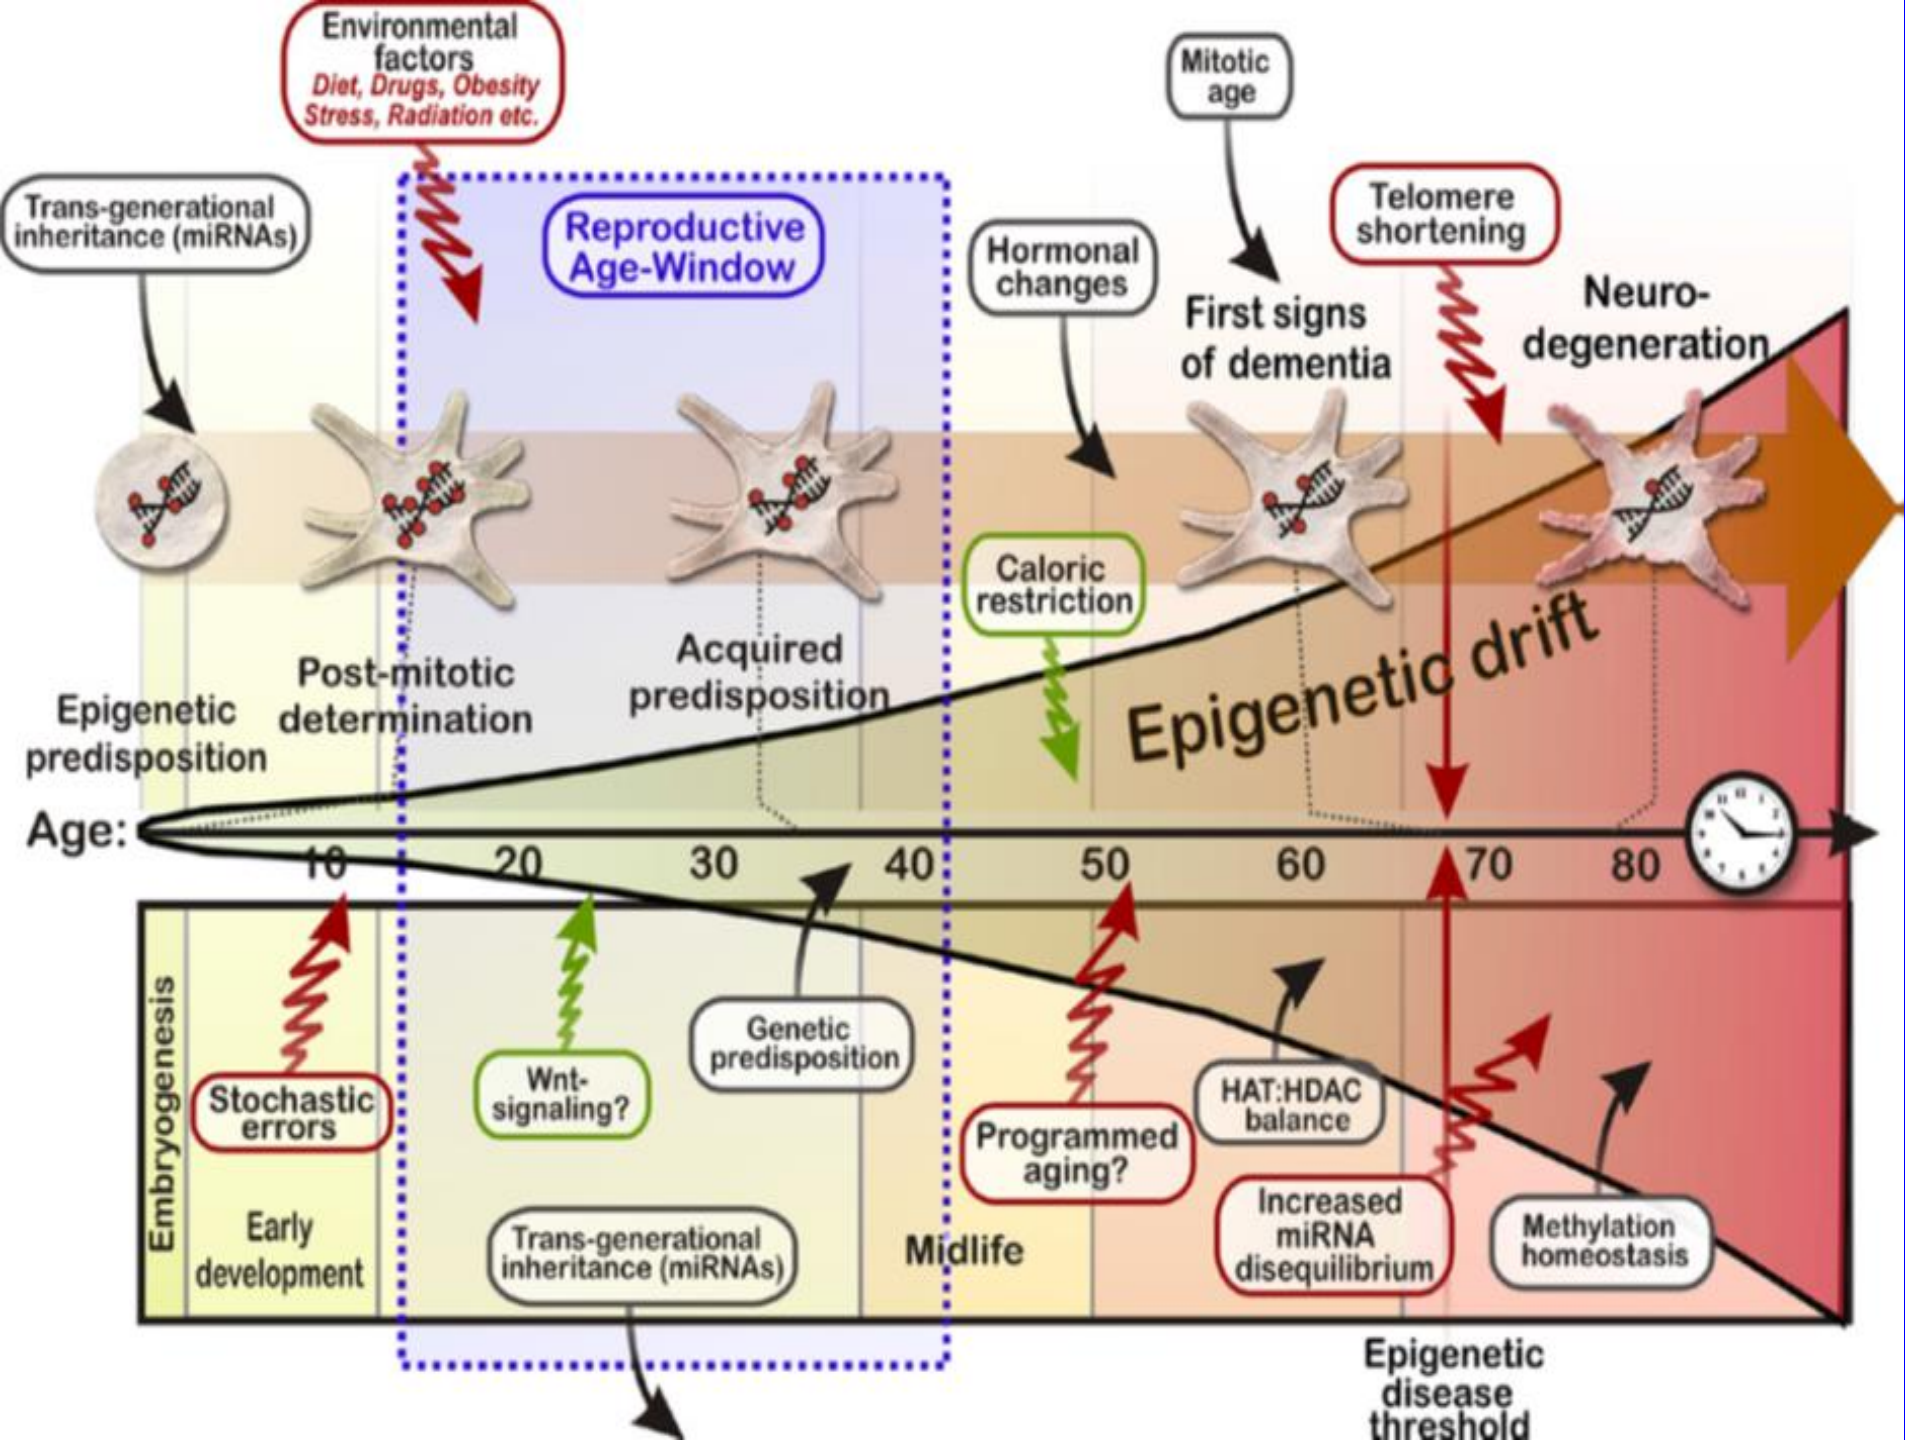 Environmental
factors
Diet, Drugs, Obesity
Stress, Radiation etc.
Mitotic
age
Trans-generational
inheritance (miRNAs)
Reproductive
Age-Window
Telomere
shortening
Hormonal
changes
First signs
of dementia
Neuro-
degeneration
Caloric
restriction
Epigenetic
predisposition
Post-mitotic
determination
Acquired
predisposition
Epigenetic drift
Age:
10 20 30 40 50 60 70 80
Embryogenesis
Stochastic
errors
Wnt-
signaling?
Genetic
predisposition
Programmed
aging?
HAT:HDAC
balance
Increased
miRNA
disequilibrium
Methylation
homeostasis
Early
development
Trans-generational
inheritance (miRNAs)
Midlife
Epigenetic
disease
threshold